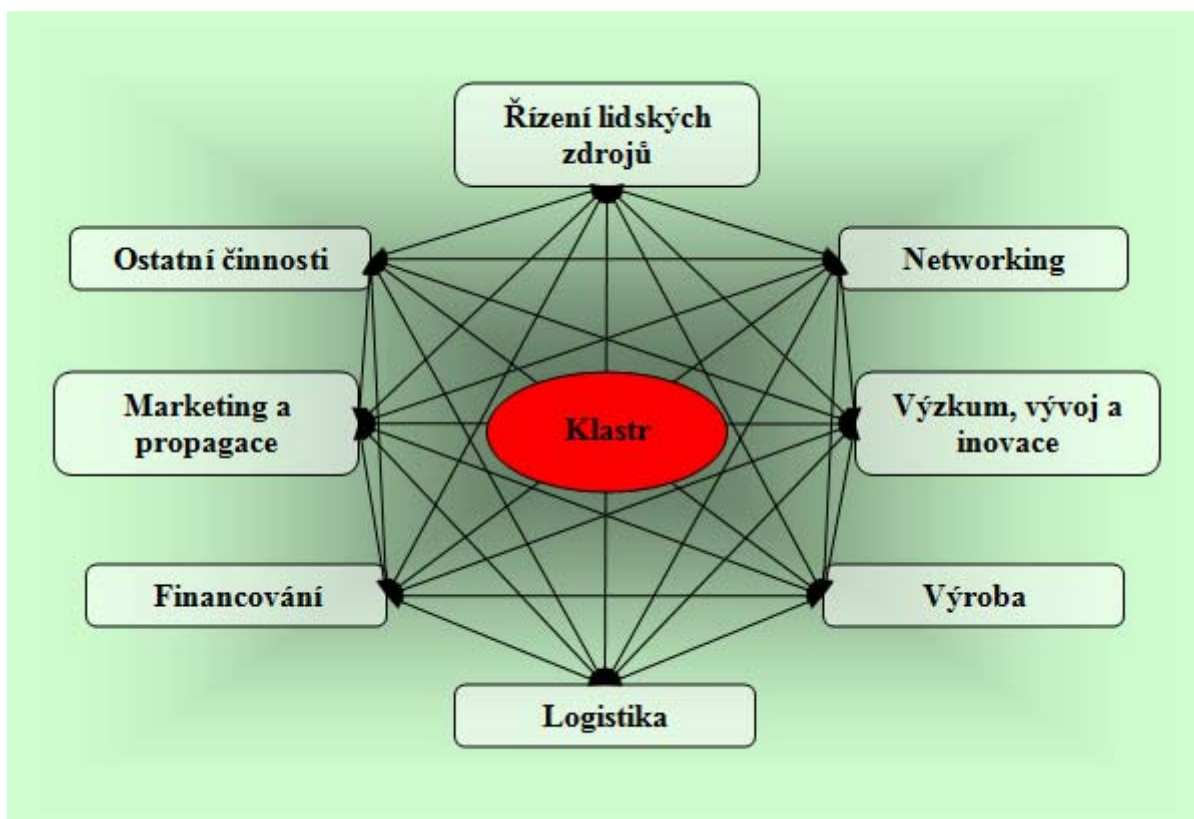 Řízení lidských
zdrojů
Ostatní činnosti
Networking
Marketing a
propagace
Klastr
Výzkum, vývoj a
inovace
Financování
Výroba
Logistika